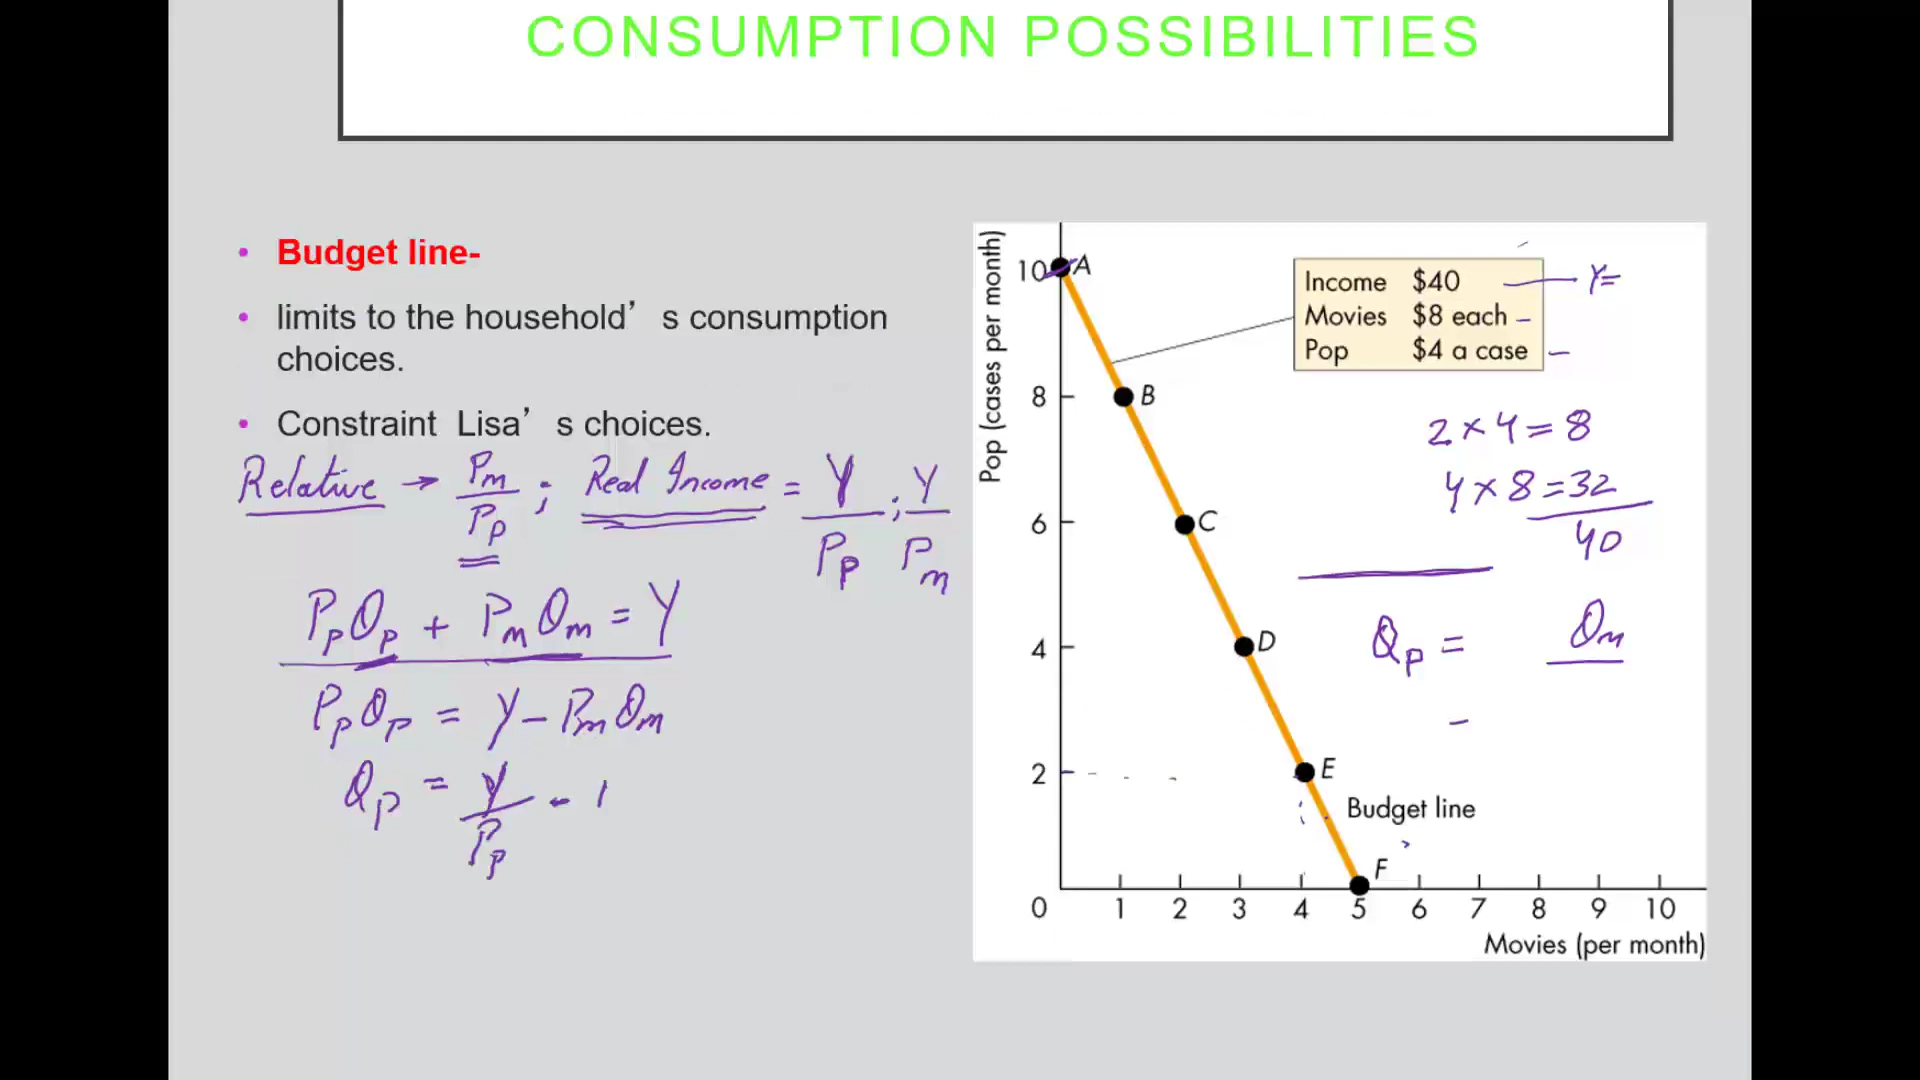 CONSUMPTION POSSIBILITIES
• Budget line-
• limits to the household’ s consumption
choices.
• Constraint Lisa’ s choices.
Relative → Pm/Pp ; Real Income = Y/Pp ; Y/Pm
PpQp + PmQm = Y
PpQp = Y - PmQm
Qp = Y/Pp -
Pop (cases per month)
10 A
Income $40 Y=
Movies $8 each
Pop $4 a case
8 B
2 × 4 = 8
4 × 8 = 32
6 C
40
Qp = Qm
4 D
2 E
Budget line
F
0 1 2 3 4 5 6 7 8 9 10
Movies (per month)